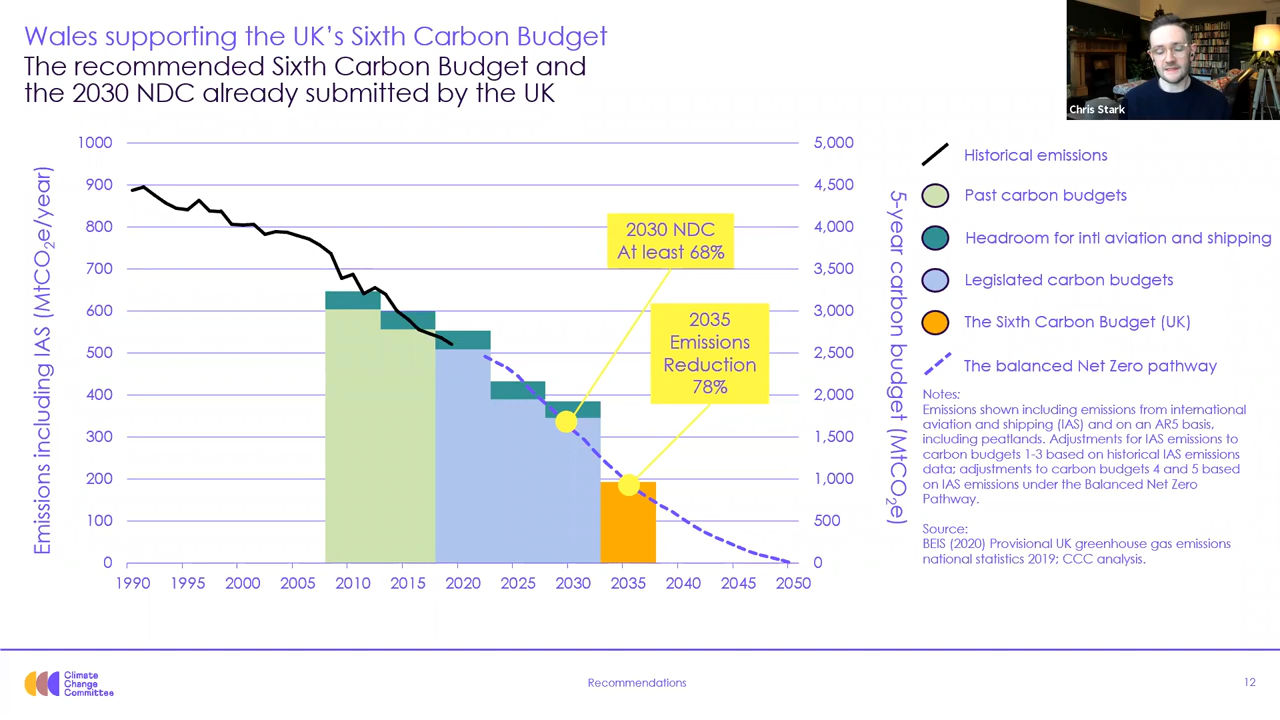 Wales supporting the UK's Sixth Carbon Budget
The recommended Sixth Carbon Budget and
the 2030 NDC already submitted by the UK
Chris Stark
Emissions including IAS (MtCO₂e/year)
1000
900
800
700
600
500
400
300
200
100
0
1990
1995
2000
2005
2010
2015
2020
2025
2030
2035
2040
2045
2050
2030 NDC
At least 68%
2035
Emissions
Reduction
78%
5,000
4,500
4,000
3,500
3,000
2,500
2,000
1,500
1,000
500
0
5-year carbon budget (MtCO₂e)
Historical emissions
Past carbon budgets
Headroom for intl aviation and shipping
Legislated carbon budgets
The Sixth Carbon Budget (UK)
The balanced Net Zero pathway
Notes:
Emissions shown including emissions from international
aviation and shipping (IAS) and on an AR5 basis,
including peatlands. Adjustments for IAS emissions to
carbon budgets 1-3 based on historical IAS emissions
data; adjustments to carbon budgets 4 and 5 based
on IAS emissions under the Balanced Net Zero
Pathway.
Source:
BEIS (2020) Provisional UK greenhouse gas emissions
national statistics 2019; CCC analysis.
Climate
Change
Committee
Recommendations
12